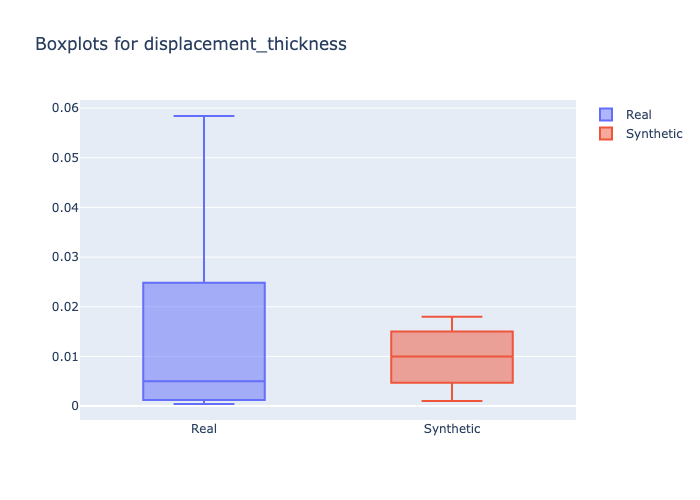 Boxplots for displacement_thickness
0.06
0.05
0.04
0.03
0.02
0.01
0
Real
Synthetic
Real
Synthetic